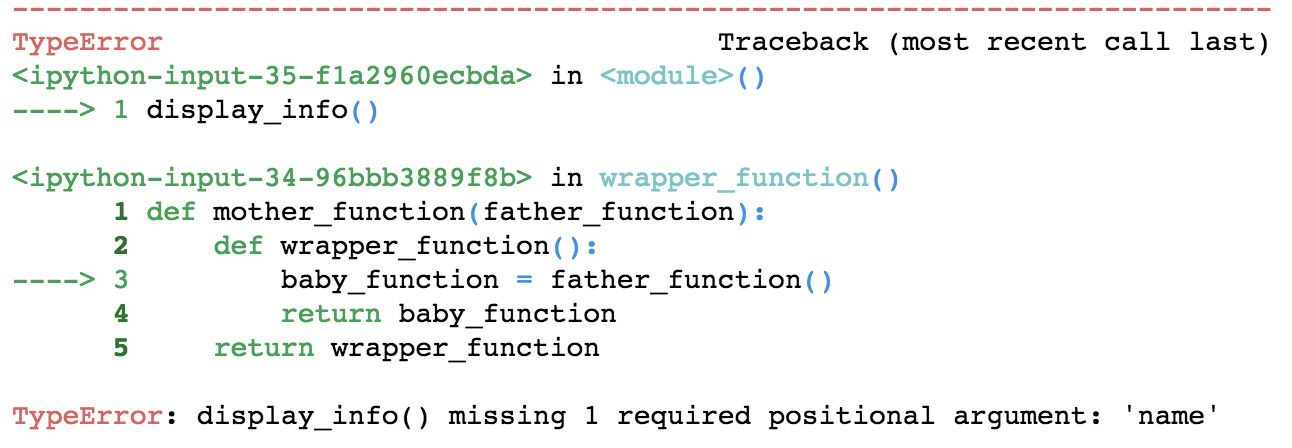 ---------------------------------------------------------------------------
TypeError                                 Traceback (most recent call last)
<ipython-input-35-f1a2960ecbda> in <module>()
----> 1 display_info()

<ipython-input-34-96bbb3889f8b> in wrapper_function()
      1 def mother_function(father_function):
      2     def wrapper_function():
----> 3         baby_function = father_function()
      4         return baby_function
      5     return wrapper_function

TypeError: display_info() missing 1 required positional argument: 'name'